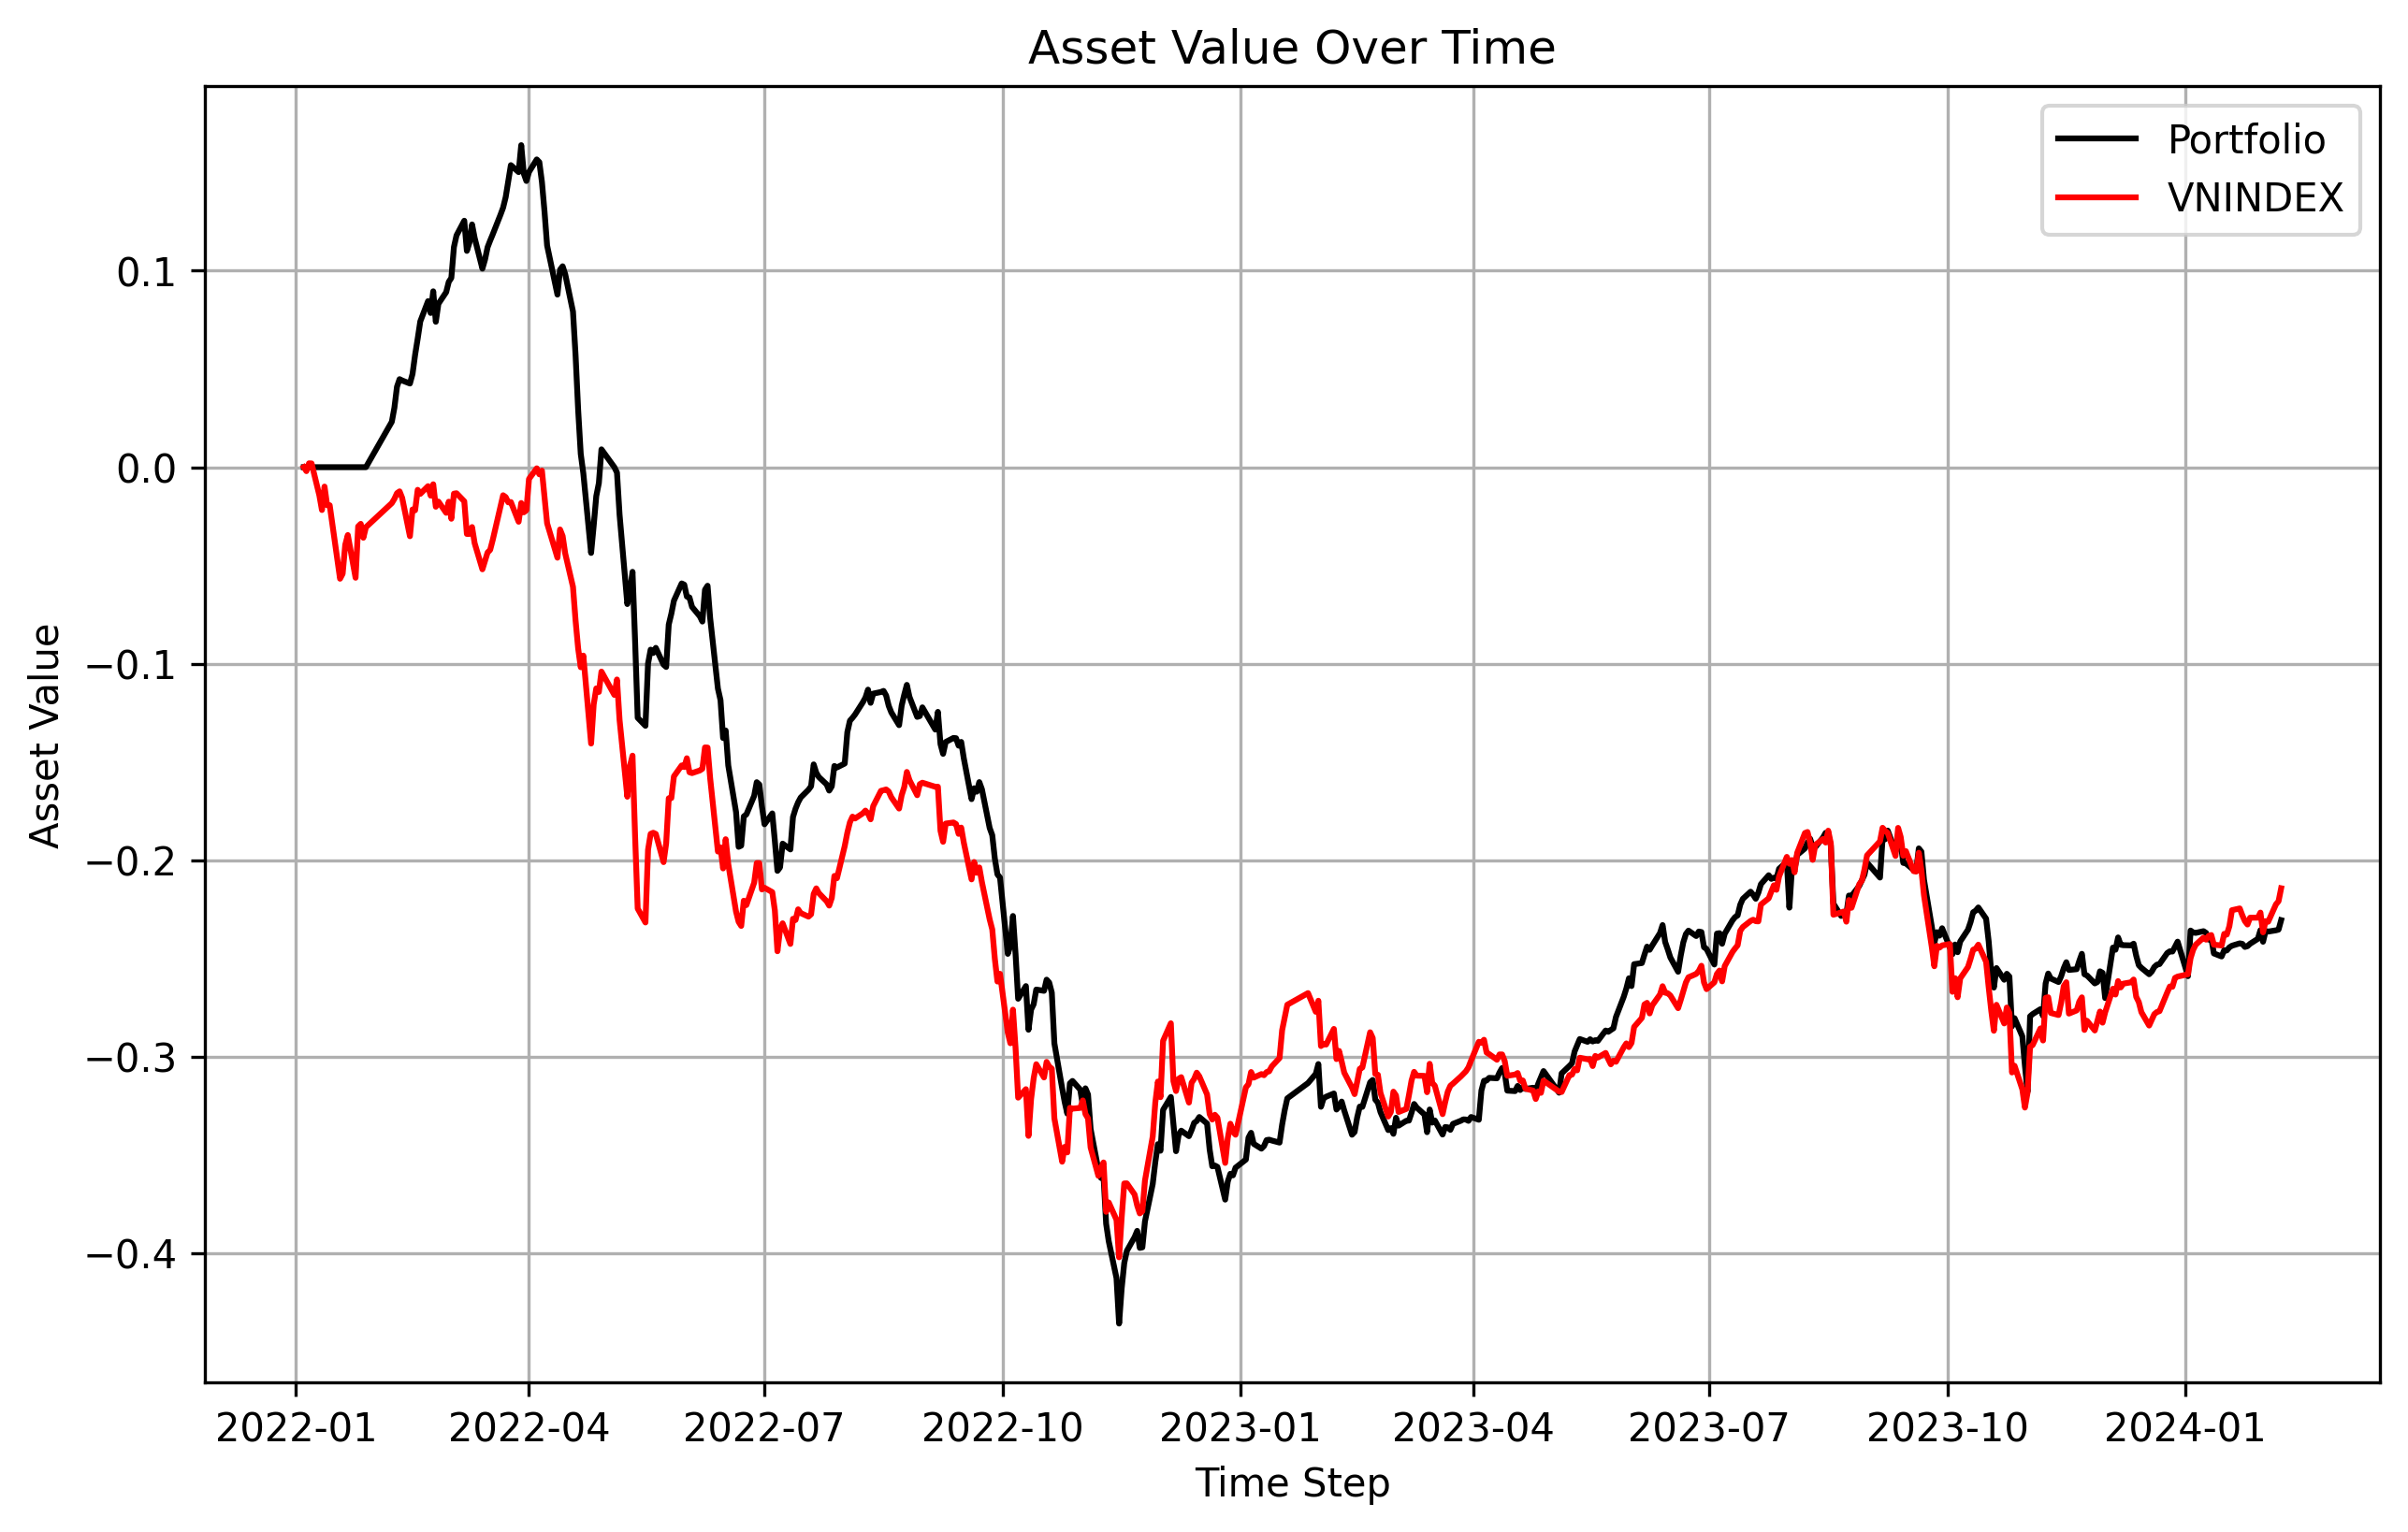 Asset Value Over Time
Portfolio
VNINDEX
Asset Value
0.1
0.0
−0.1
−0.2
−0.3
−0.4
2022-01 2022-04 2022-07 2022-10 2023-01 2023-04 2023-07 2023-10 2024-01
Time Step